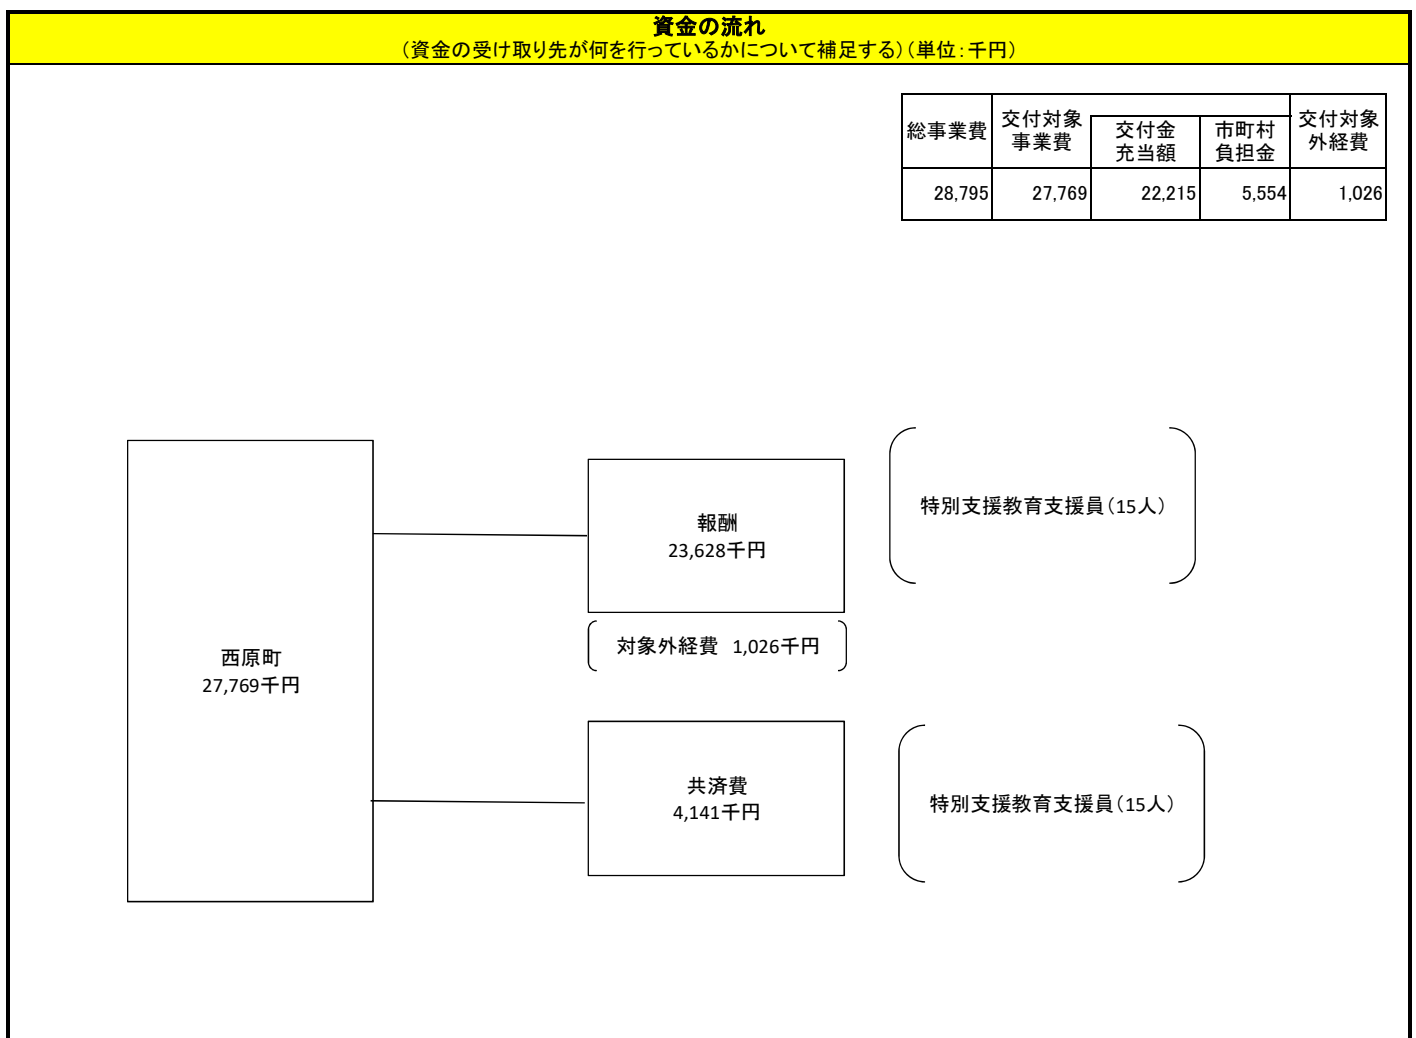 資金の流れ
（資金の受け取り先が何を行っているかについて補足する）（単位：千円）
総事業費
交付対象
事業費
交付金
充当額
市町村
負担金
交付対象
外経費
28,795 27,769 22,215 5,554 1,026
西原町
27,769千円
報酬
23,628千円
特別支援教育支援員（15人）
対象外経費 1,026千円
共済費
4,141千円
特別支援教育支援員（15人）